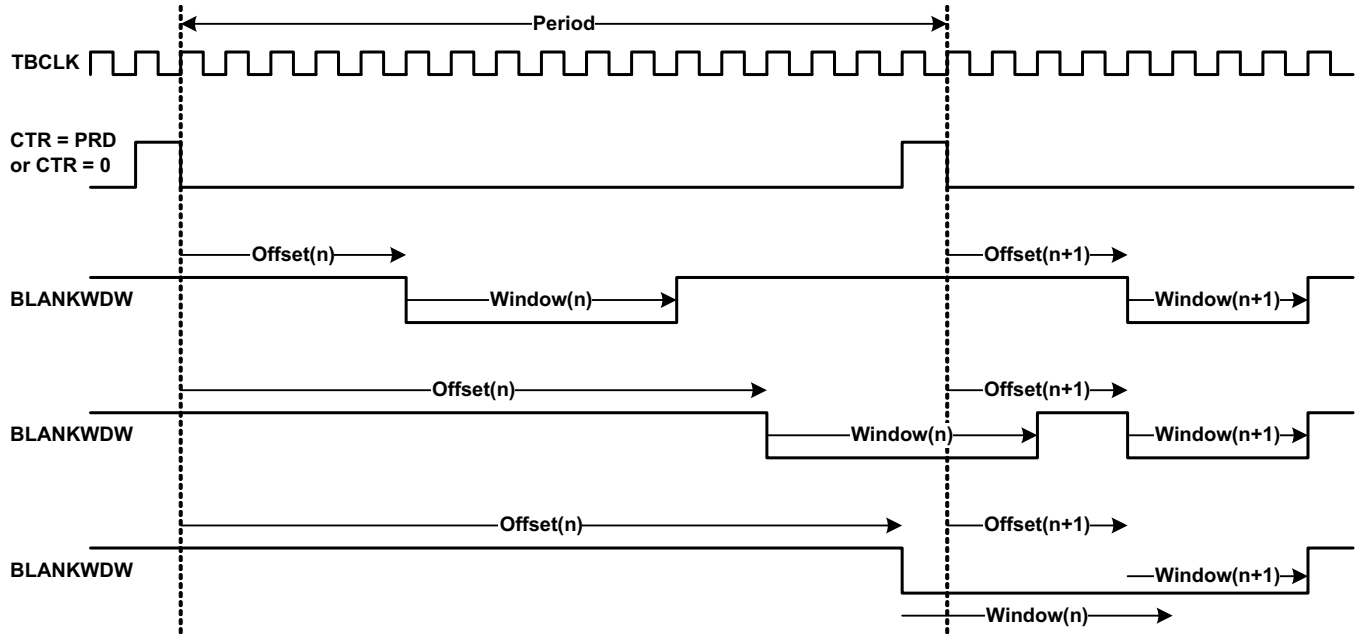 Period
TBCLK
CTR = PRD
or CTR = 0
Offset(n)
Offset(n+1)
BLANKWDW
Window(n)
Window(n+1)
Offset(n)
Offset(n+1)
BLANKWDW
Window(n)
Window(n+1)
Offset(n)
Offset(n+1)
BLANKWDW
Window(n+1)
Window(n)